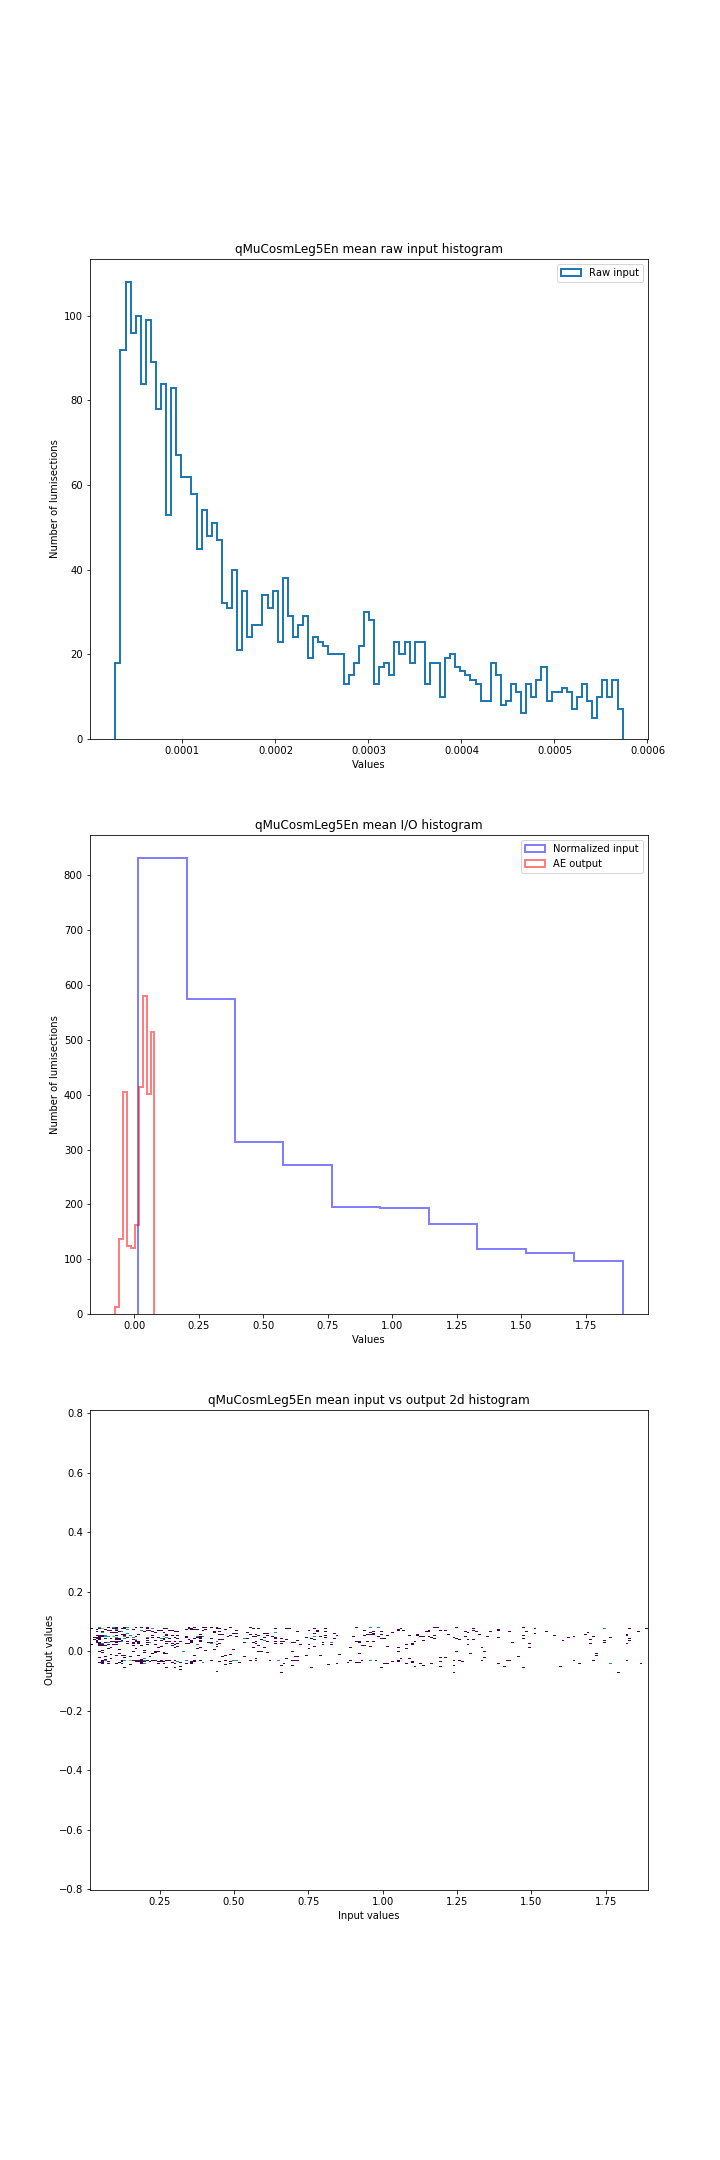 qMuCosmLeg5En mean raw input histogram
Raw input
100
80
60
40
20
0
Number of lumisections
0.0001 0.0002 0.0003 0.0004 0.0005 0.0006
Values
qMuCosmLeg5En mean I/O histogram
Normalized input
AE output
800
700
600
500
400
300
200
100
0
Number of lumisections
0.00 0.25 0.50 0.75 1.00 1.25 1.50 1.75
Values
qMuCosmLeg5En mean input vs output 2d histogram
0.8
0.6
0.4
0.2
0.0
−0.2
−0.4
−0.6
−0.8
Output values
0.25 0.50 0.75 1.00 1.25 1.50 1.75
Input values